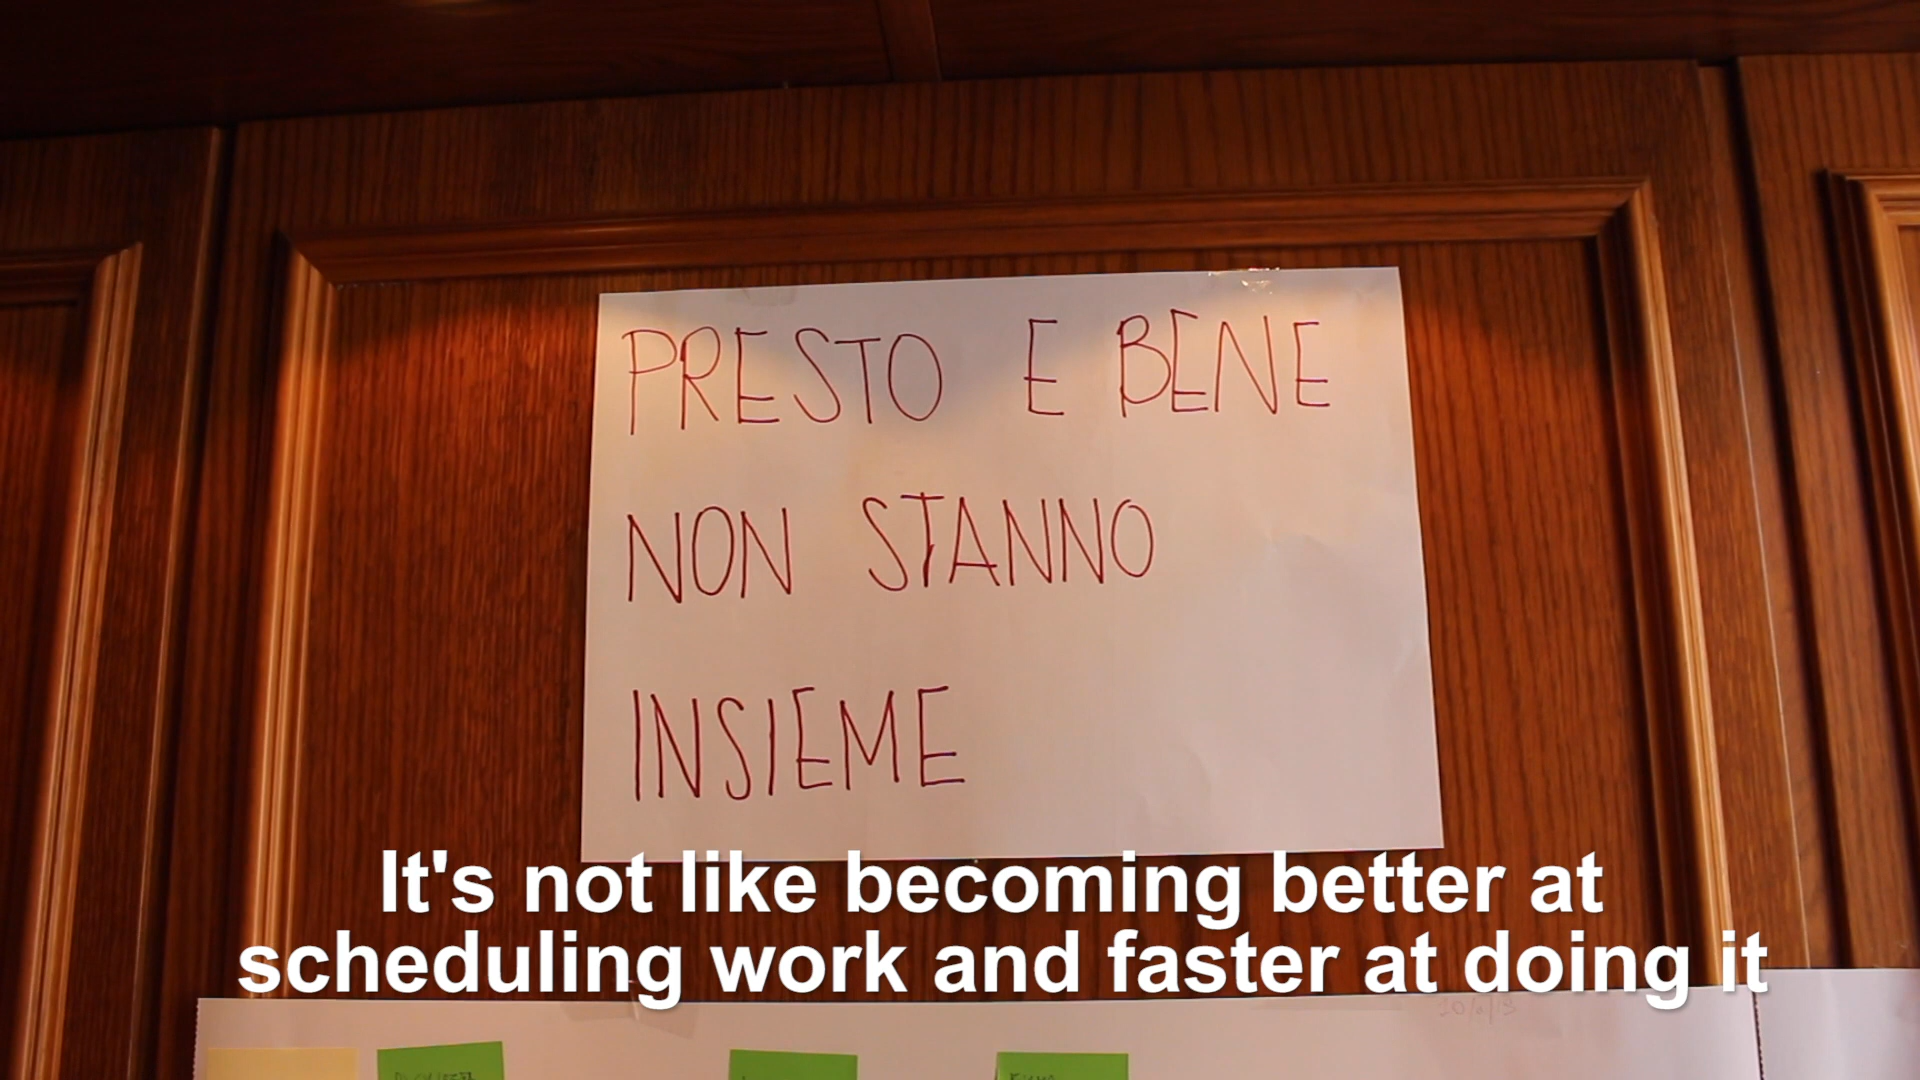 PRESTO E BENE
NON STANNO
INSIEME
It's not like becoming better at
scheduling work and faster at doing it